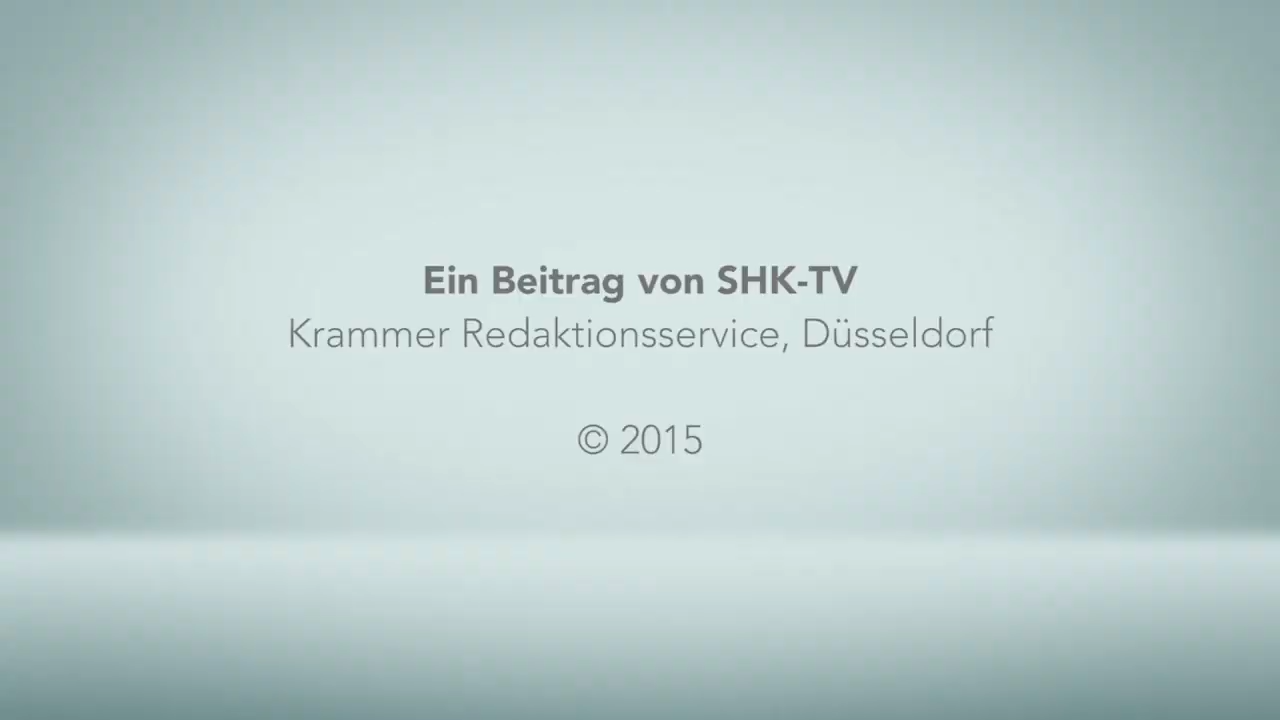 Ein Beitrag von SHK-TV
Krammer Redaktionsservice, Düsseldorf
© 2015